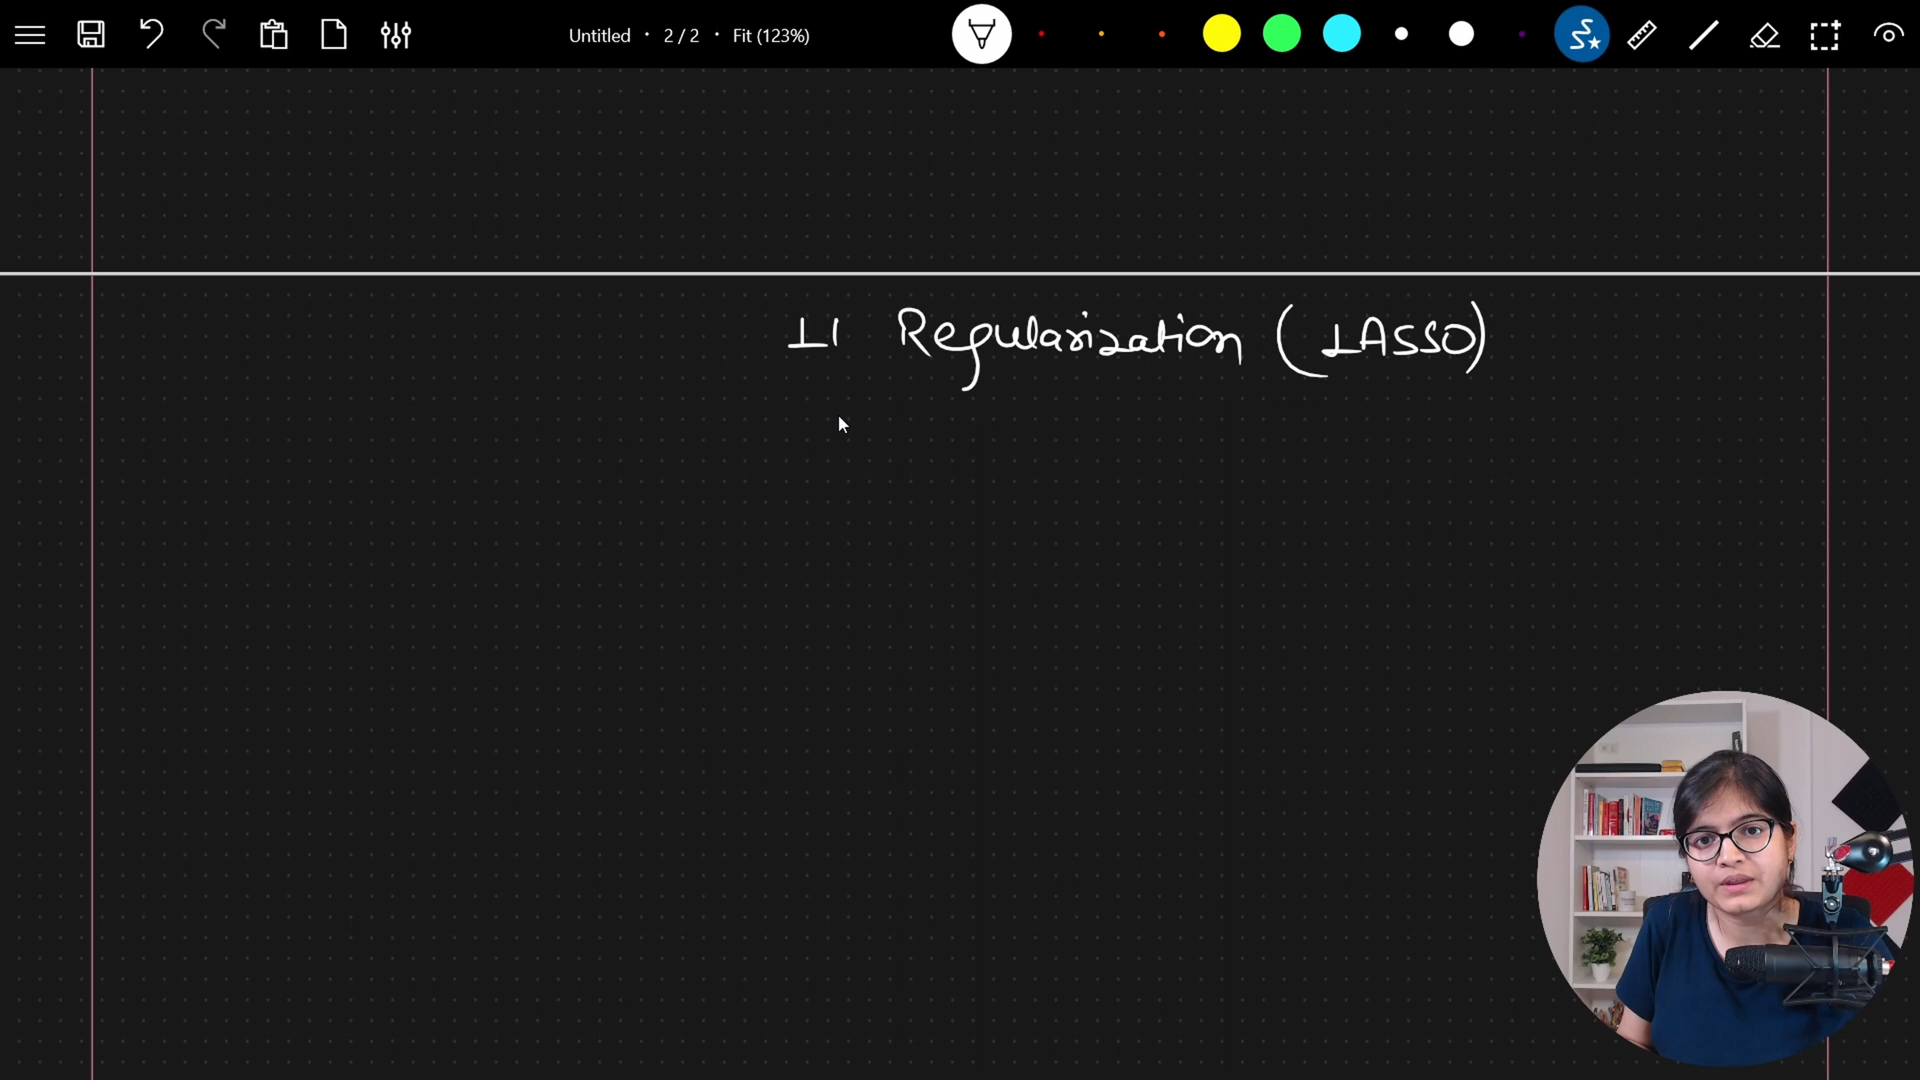 Untitled • 2 / 2 • Fit (123%)
L1 Regularization (LASSO)